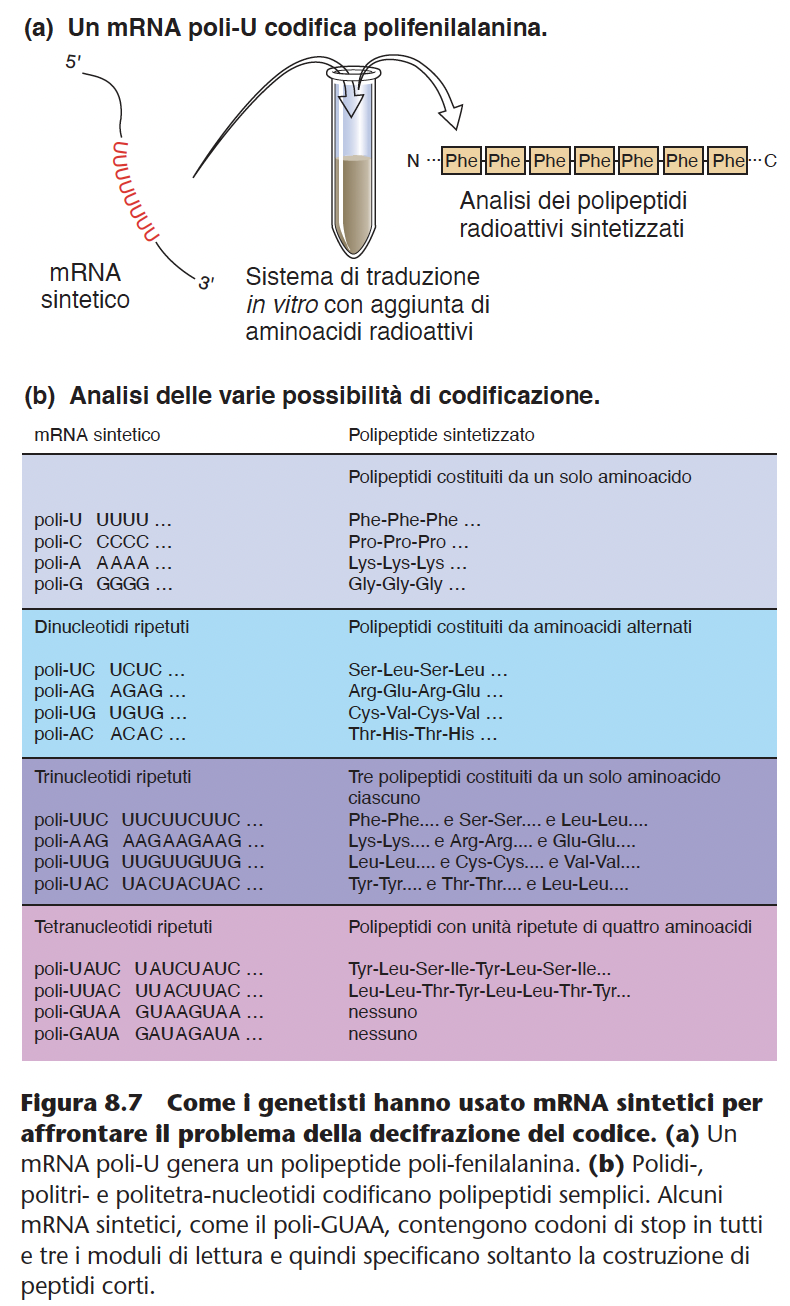 (a) Un mRNA poli-U codifica polifenilalanina.
5'
UUUUUUUUU
3'
mRNA
sintetico
Sistema di traduzione
in vitro con aggiunta di
aminoacidi radioattivi
N ··· Phe Phe Phe Phe Phe Phe Phe ··· C
Analisi dei polipeptidi
radioattivi sintetizzati
(b) Analisi delle varie possibilità di codificazione.
mRNA sintetico Polipeptide sintetizzato
Polipeptidi costituiti da un solo aminoacido
poli-U UUUU … Phe-Phe-Phe …
poli-C CCCC … Pro-Pro-Pro …
poli-A AAAA … Lys-Lys-Lys …
poli-G GGGG … Gly-Gly-Gly …
Dinucleotidi ripetuti Polipeptidi costituiti da aminoacidi alternati
poli-UC UCUC … Ser-Leu-Ser-Leu …
poli-AG AGAG … Arg-Glu-Arg-Glu …
poli-UG UGUG … Cys-Val-Cys-Val …
poli-AC ACAC … Thr-His-Thr-His …
Trinucleotidi ripetuti Tre polipeptidi costituiti da un solo aminoacido
ciascuno
poli-UUC UUCUUCUUC … Phe-Phe.... e Ser-Ser.... e Leu-Leu....
poli-AAG AAGAAGAAG … Lys-Lys.... e Arg-Arg.... e Glu-Glu....
poli-UUG UUGUUGUUG … Leu-Leu.... e Cys-Cys.... e Val-Val....
poli-UAC UACUACUAC … Tyr-Tyr.... e Thr-Thr.... e Leu-Leu....
Tetranucleotidi ripetuti Polipeptidi con unità ripetute di quattro aminoacidi
poli-UAUC UAUCUAUC … Tyr-Leu-Ser-Ile-Tyr-Leu-Ser-Ile...
poli-UUAC UUACUUAC … Leu-Leu-Thr-Tyr-Leu-Leu-Thr-Tyr...
poli-GUAA GUAAGUAA … nessuno
poli-GAUA GAUAGAUA … nessuno
Figura 8.7 Come i genetisti hanno usato mRNA sintetici per
affrontare il problema della decifrazione del codice. (a) Un
mRNA poli-U genera un polipeptide poli-fenilalanina. (b) Polidi-,
politri- e politetra-nucleotidi codificano polipeptidi semplici. Alcuni
mRNA sintetici, come il poli-GUAA, contengono codoni di stop in tutti
e tre i moduli di lettura e quindi specificano soltanto la costruzione di
peptidi corti.